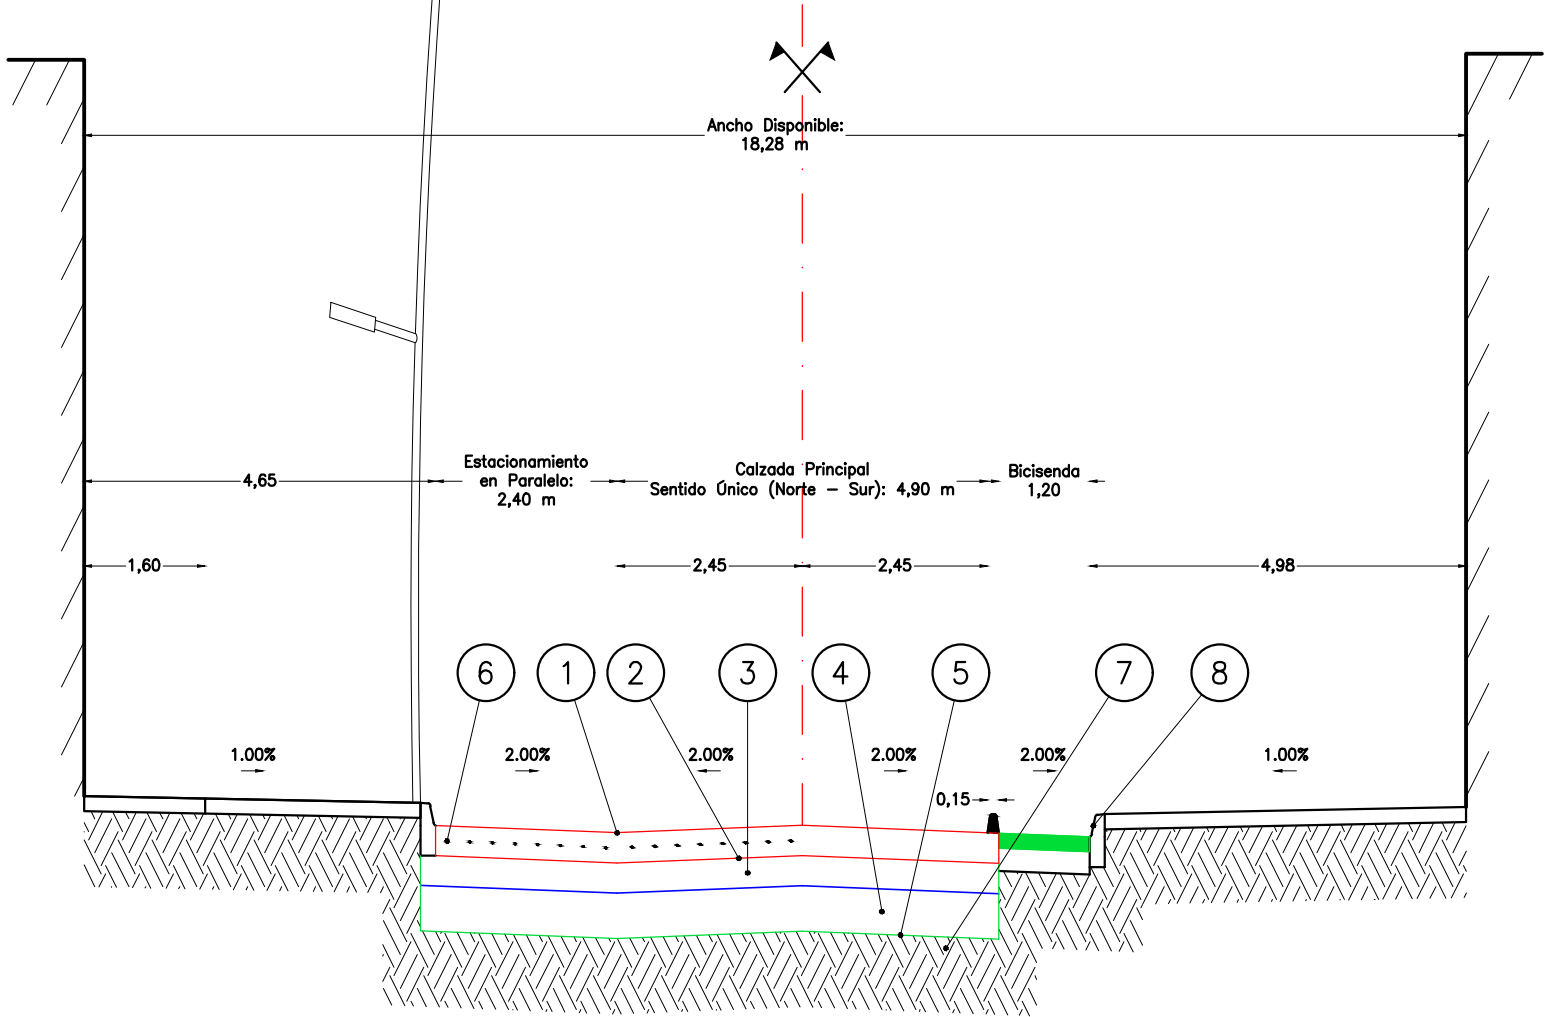 Ancho Disponible:
18,28 m
4,65
Estacionamiento
en Paralelo:
2,40 m
Calzada Principal
Sentido Único (Norte – Sur): 4,90 m
Bicisenda
1,20
1,60
2,45
2,45
4,98
6
1
2
3
4
5
7
8
1.00%
2.00%
2.00%
2.00%
2.00%
1.00%
0,15